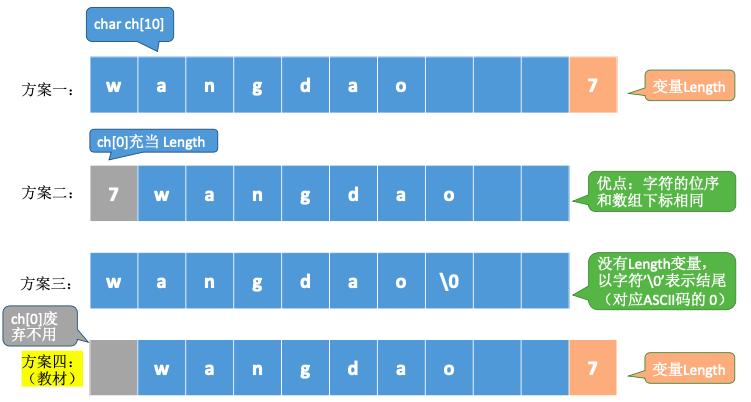 char ch[10]
方案一：
w a n g d a o 7
变量Length
ch[0]充当 Length
方案二：
7 w a n g d a o
优点：字符的位序
和数组下标相同
方案三：
w a n g d a o \0
没有Length变量，
以字符'\0'表示结尾
（对应ASCII码的 0）
ch[0]废
弃不用
方案四：
（教材）
w a n g d a o 7
变量Length